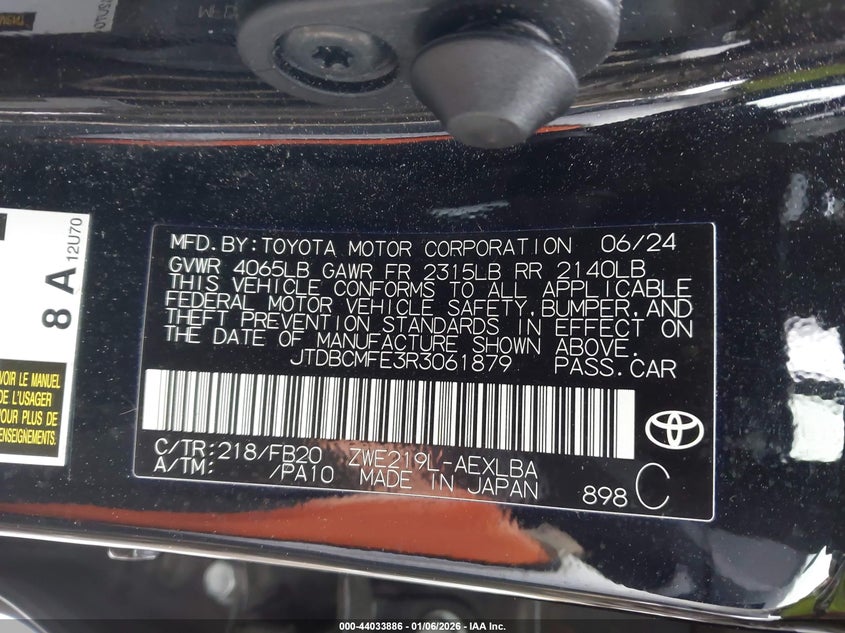 MFD.BY:TOYOTA MOTOR CORPORATION 06/24
GVWR 4065LB GAWR FR 2315LB RR 2140LB
THIS VEHICLE CONFORMS TO ALL APPLICABLE
FEDERAL MOTOR VEHICLE SAFETY,BUMPER,AND
THEFT PREVENTION STANDARDS IN EFFECT ON
THE DATE OF MANUFACTURE SHOWN ABOVE.
JTDBCMFE3R3061879 PASS.CAR
C/TR:218/FB20 ZWE219L-AEXLBA
A/TM: /PA10 MADE IN JAPAN 898 C
8 A
12U70
VOIR LE MANUEL
DE L'USAGER
POUR PLUS DE
RENSEIGNEMENTS.
000-44033886 - 01/06/2026 - IAA Inc.